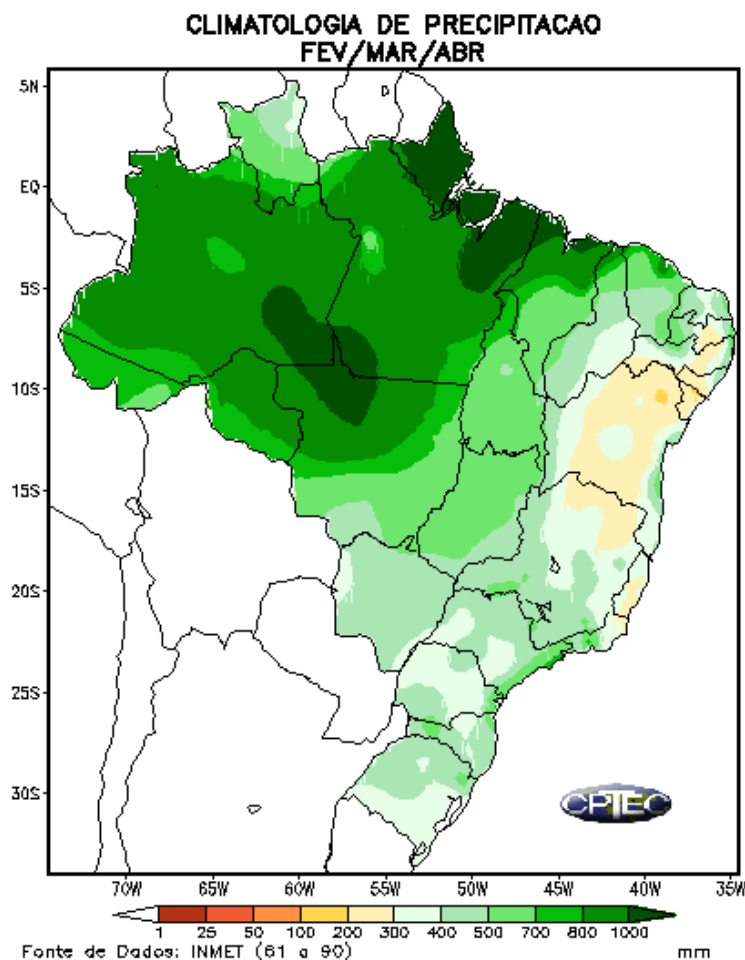 CLIMATOLOGIA DE PRECIPITACAO
FEV/MAR/ABR
5N
EQ
5S
10S
15S
20S
25S
30S
CPTEC
70W 65W 60W 55W 50W 45W 40W 35W
1 25 50 100 200 300 400 500 700 800 1000
Fonte de Dados: INMET (61 a 90) mm